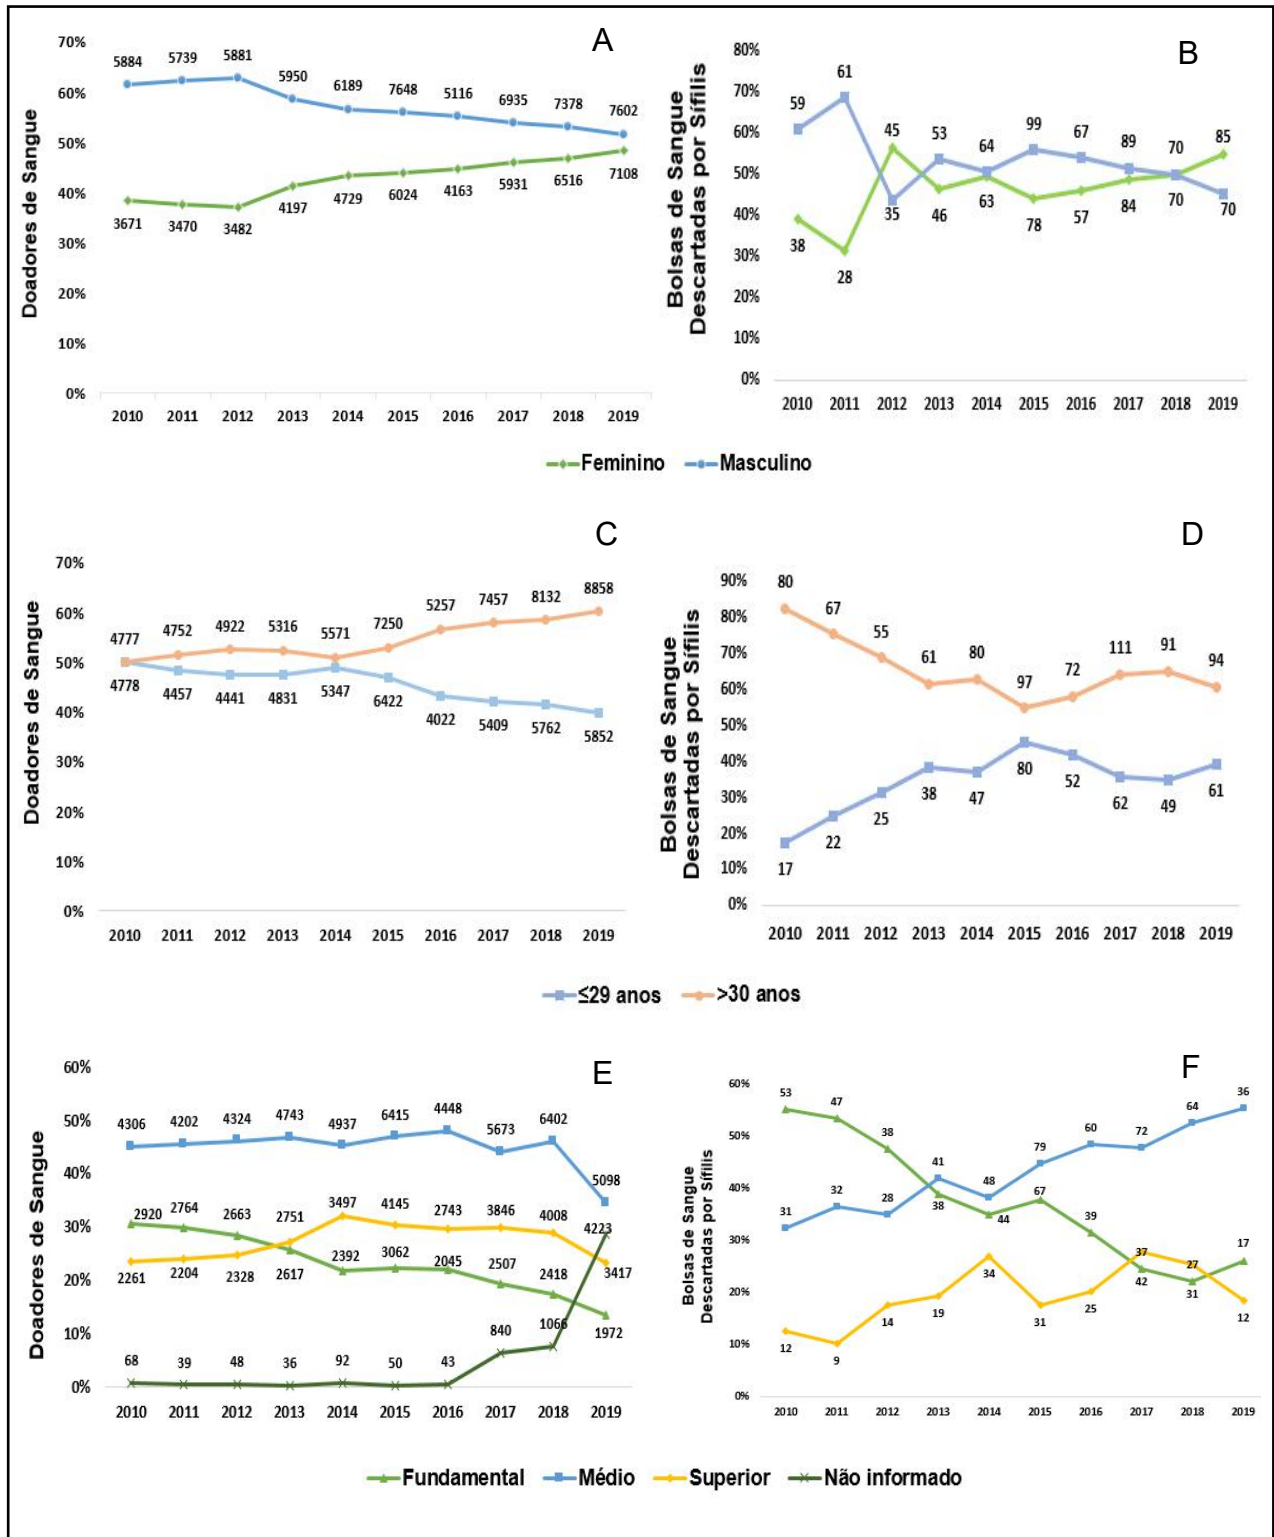 A
70%
60%
50%
40%
30%
20%
10%
0%
Doadores de Sangue
5884 5739 5881 5950 6189 7648 5116 6935 7378 7602
3671 3470 3482 4197 4729 6024 4163 5931 6516 7108
2010 2011 2012 2013 2014 2015 2016 2017 2018 2019
B
80%
70%
60%
50%
40%
30%
20%
10%
0%
Bolsas de Sangue
Descartadas por Sífilis
59 61 45 53 64 99 67 89 70 85
38 28 35 46 63 78 57 84 70 70
2010 2011 2012 2013 2014 2015 2016 2017 2018 2019
Feminino Masculino
C
70%
60%
50%
40%
30%
20%
10%
0%
Doadores de Sangue
4777 4752 4922 5316 5571 7250 5257 7457 8132 8858
4778 4457 4441 4831 5347 6422 4022 5409 5762 5852
2010 2011 2012 2013 2014 2015 2016 2017 2018 2019
D
90%
80%
70%
60%
50%
40%
30%
20%
10%
0%
Bolsas de Sangue
Descartadas por Sífilis
80 67 55 61 80 97 72 111 91 94
17 22 25 38 47 80 52 62 49 61
2010 2011 2012 2013 2014 2015 2016 2017 2018 2019
≤29 anos >30 anos
E
60%
50%
40%
30%
20%
10%
0%
Doadores de Sangue
4306 4202 4324 4743 4937 6415 4448 5673 6402 5098
2920 2764 2663 2751 3497 4145 2743 3846 4008 4223
2261 2204 2328 2617 2392 3062 2045 2507 2418 3417
68 39 48 36 92 50 43 840 1066 1972
2010 2011 2012 2013 2014 2015 2016 2017 2018 2019
F
60%
50%
40%
30%
20%
10%
0%
Bolsas de Sangue
Descartadas por Sífilis
53 47 38 41 48 79 60 72 64 36
31 32 28 38 44 67 39 37 27 17
12 9 14 19 34 31 25 42 31 12
2010 2011 2012 2013 2014 2015 2016 2017 2018 2019
Fundamental Médio Superior Não informado